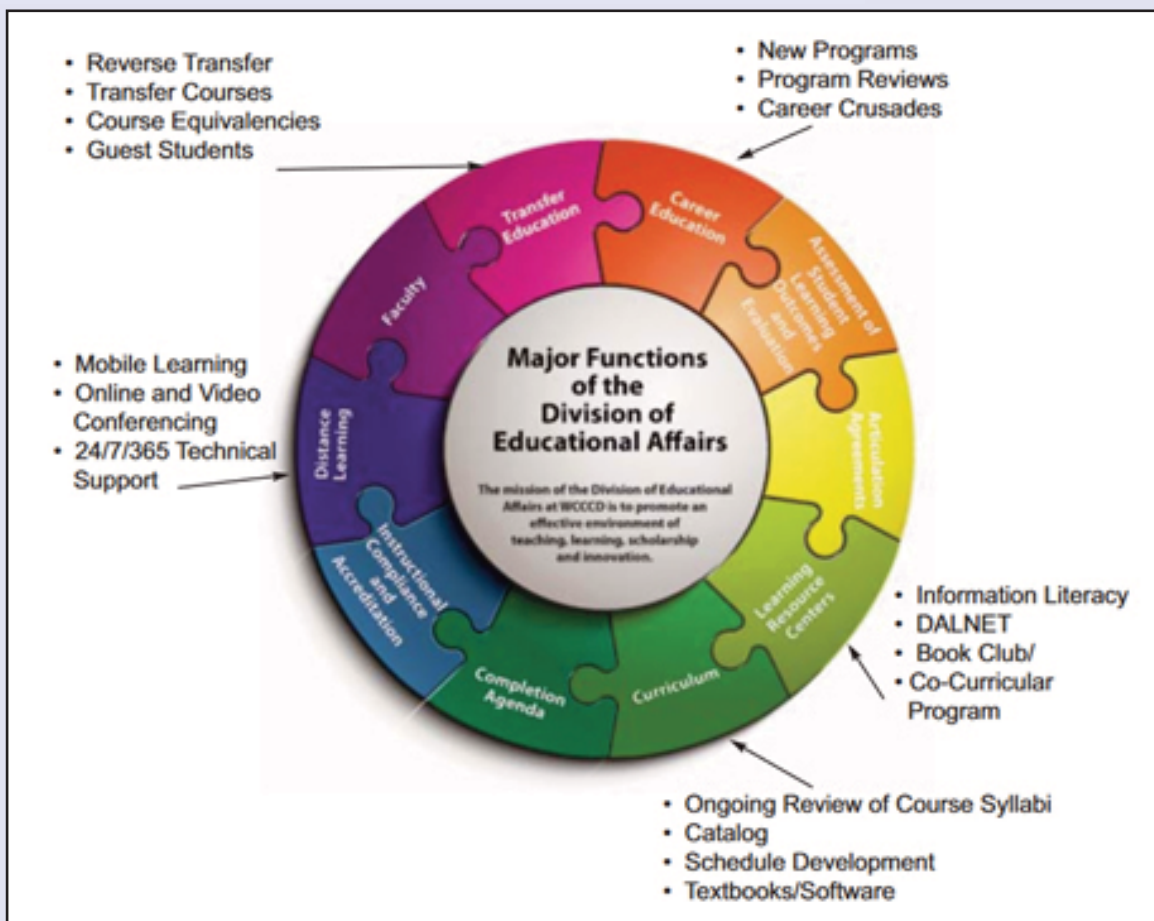 • Reverse Transfer
• Transfer Courses
• Course Equivalencies
• Guest Students
• New Programs
• Program Reviews
• Career Crusades
Transfer
Education
Career
Education
Assessment of
Student
Learning
Outcomes
and
Evaluation
Articulation
Agreements
Learning
Resource
Centers
Curriculum
Completion
Agenda
Instructional
Compliance
and
Accreditation
Distance
Learning
Faculty
Major Functions
of the
Division of
Educational Affairs
The mission of the Division of Educational
Affairs at WCCCD is to promote an
effective environment of
teaching, learning, scholarship
and innovation.
• Mobile Learning
• Online and Video
Conferencing
• 24/7/365 Technical
Support
• Information Literacy
• DALNET
• Book Club/
• Co-Curricular
Program
• Ongoing Review of Course Syllabi
• Catalog
• Schedule Development
• Textbooks/Software